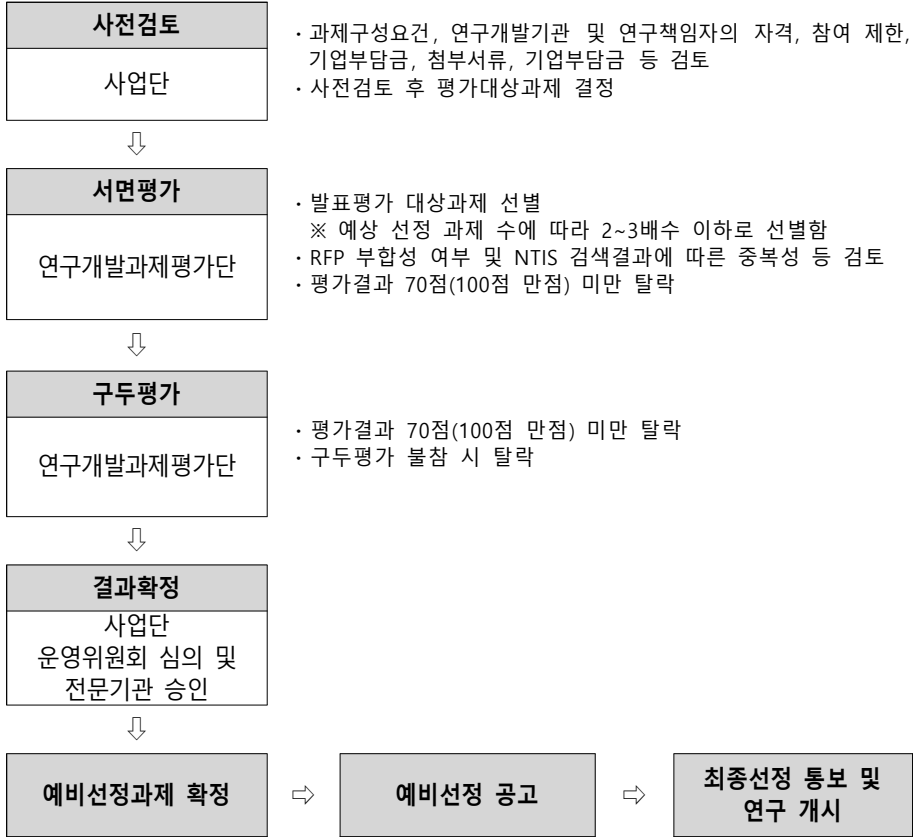 사전검토
사업단
· 과제구성요건, 연구개발기관 및 연구책임자의 자격, 참여 제한,
기업부담금, 첨부서류, 기업부담금 등 검토
· 사전검토 후 평가대상과제 결정
⇩
서면평가
연구개발과제평가단
· 발표평가 대상과제 선별
※ 예상 선정 과제 수에 따라 2~3배수 이하로 선별함
· RFP 부합성 여부 및 NTIS 검색결과에 따른 중복성 등 검토
· 평가결과 70점(100점 만점) 미만 탈락
⇩
구두평가
연구개발과제평가단
· 평가결과 70점(100점 만점) 미만 탈락
· 구두평가 불참 시 탈락
⇩
결과확정
사업단
운영위원회 심의 및
전문기관 승인
⇩
예비선정과제 확정
⇨
예비선정 공고
⇨
최종선정 통보 및
연구 개시